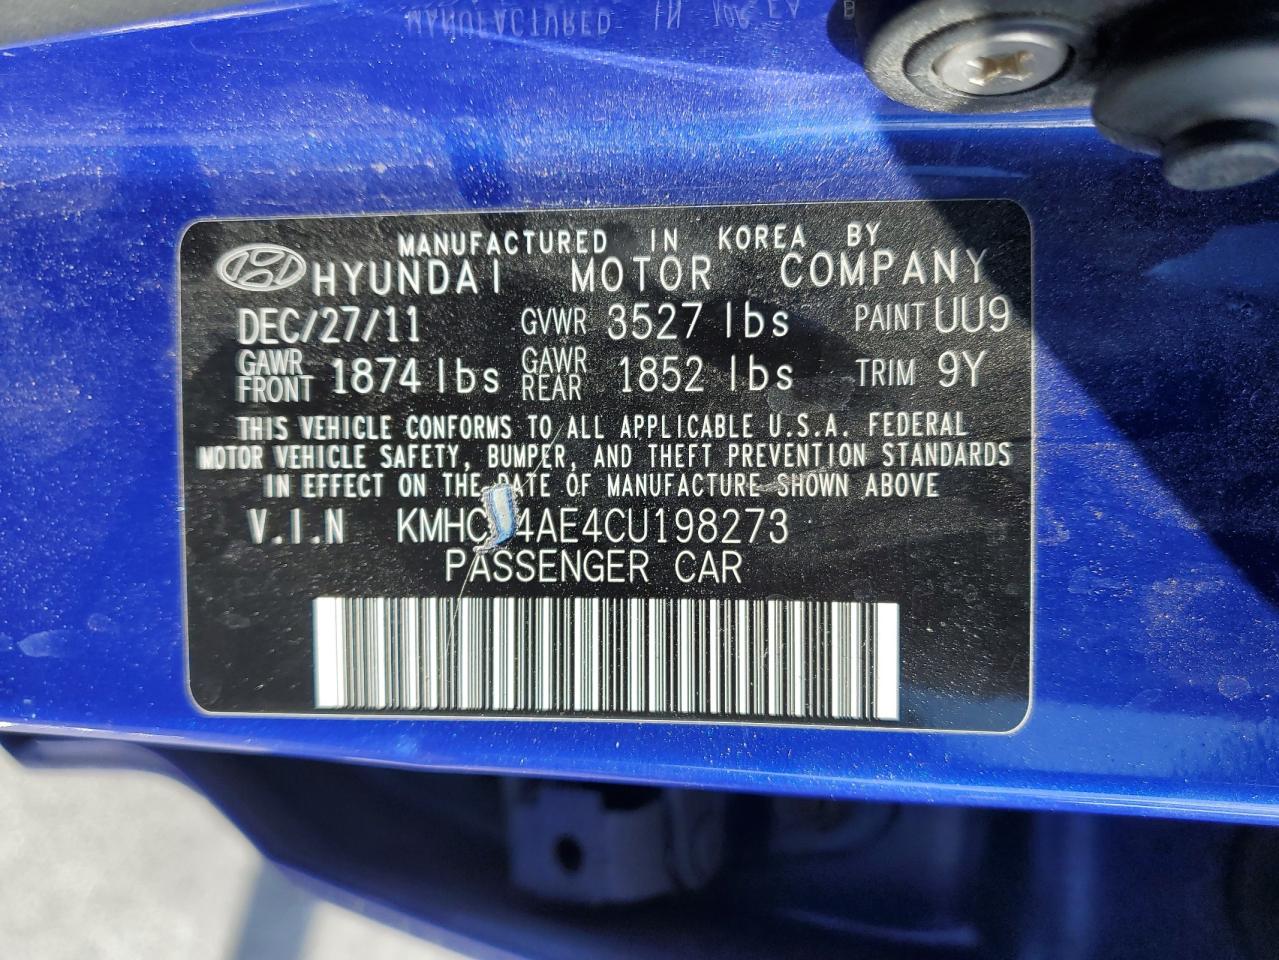 MANUFACTURED IN KOREA BY
HYUNDAI MOTOR COMPANY
DEC/27/11 GVWR 3527 lbs PAINT UU9
GAWR FRONT 1874 lbs GAWR REAR 1852 lbs TRIM 9Y
THIS VEHICLE CONFORMS TO ALL APPLICABLE U.S.A. FEDERAL
MOTOR VEHICLE SAFETY, BUMPER, AND THEFT PREVENTION STANDARDS
IN EFFECT ON THE DATE OF MANUFACTURE SHOWN ABOVE
V.I.N
PASSENGER CAR